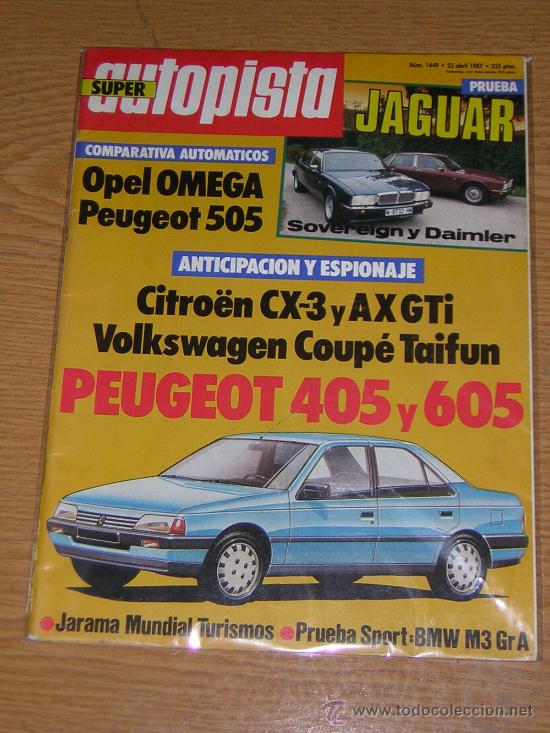 Núm. 1449 • 23 abril 1987 • 225 ptas.
SUPER
autopista
PRUEBA
JAGUAR
COMPARATIVA AUTOMATICOS
Opel OMEGA
Peugeot 505
Sovereign y Daimler
ANTICIPACION Y ESPIONAJE
Citroën CX-3 y AX GTi
Volkswagen Coupé Taifun
PEUGEOT 405 y 605
• Jarama Mundial Turismos • Prueba Sport: BMW M3 Gr A
www.todocoleccion.net